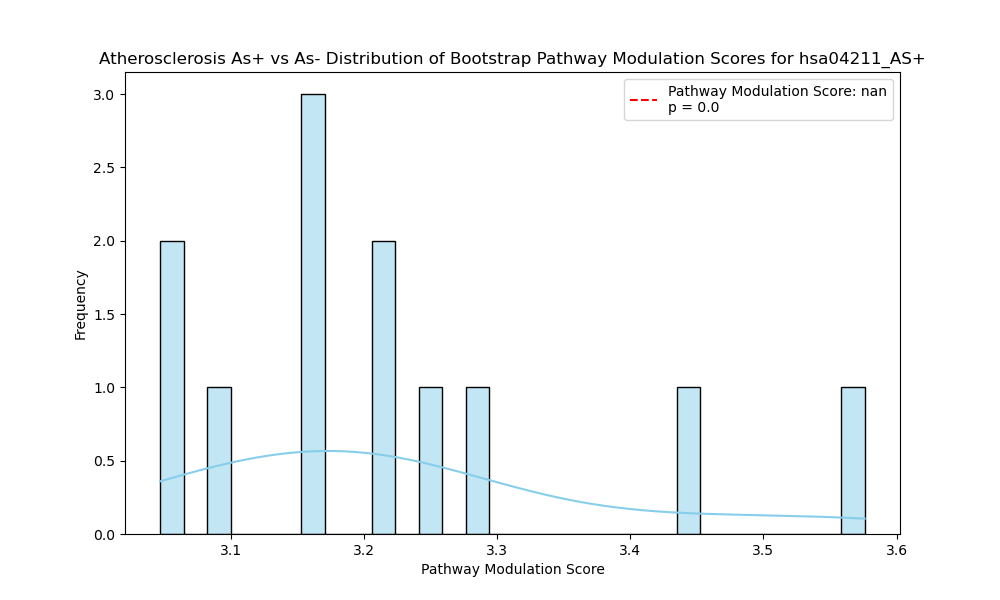 Atherosclerosis As+ vs As- Distribution of Bootstrap Pathway Modulation Scores for hsa04211_AS+
Pathway Modulation Score: nan
p = 0.0
Frequency
3.0
2.5
2.0
1.5
1.0
0.5
0.0
3.1 3.2 3.3 3.4 3.5 3.6
Pathway Modulation Score